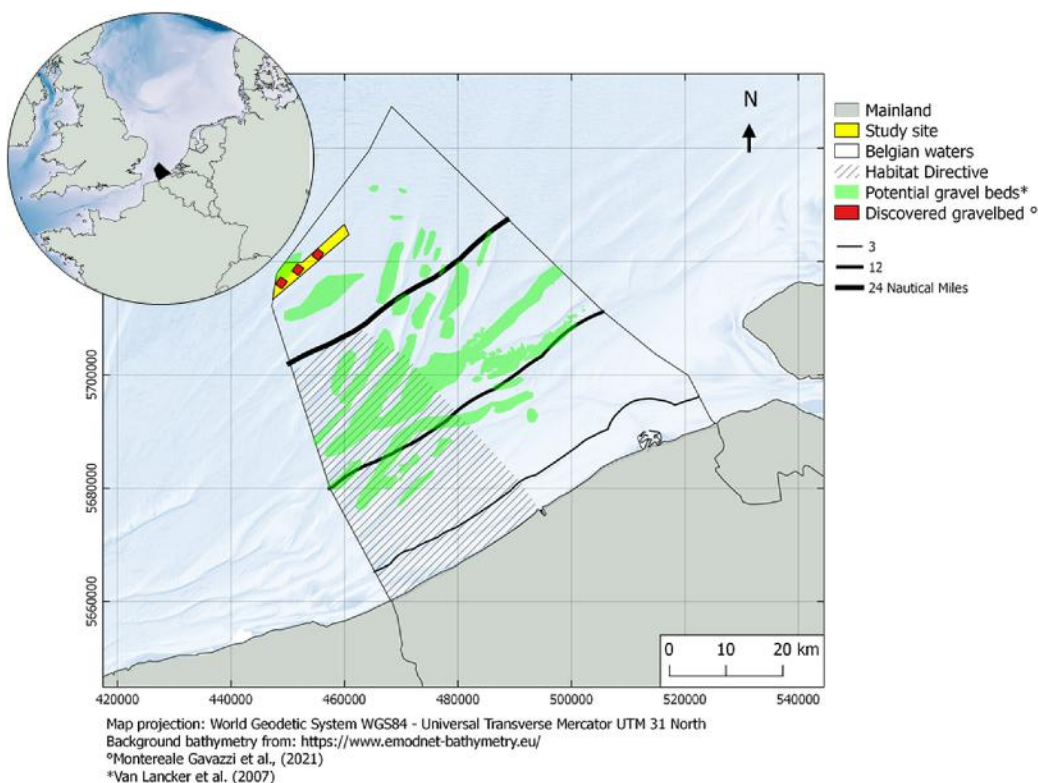 N
Mainland
Study site
Belgian waters
Habitat Directive
Potential gravel beds*
Discovered gravelbed °
3
12
24 Nautical Miles
5700000
5680000
5660000
0 10 20 km
420000 440000 460000 480000 500000 520000 540000
Map projection: World Geodetic System WGS84 - Universal Transverse Mercator UTM 31 North
Background bathymetry from: https://www.emodnet-bathymetry.eu/
°Montereale Gavazzi et al., (2021)
*Van Lancker et al. (2007)